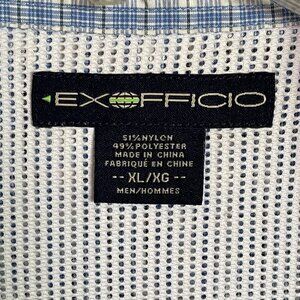 EXOFFICIO
51% NYLON
49% POLYESTER
MADE IN CHINA
FABRIQUÉ EN CHINE
-- XL/XG --
MEN/HOMMES